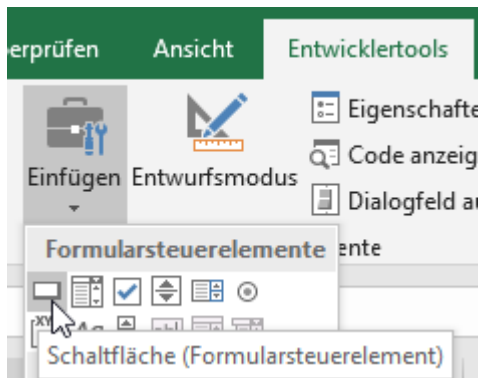 erprüfen Ansicht Entwicklertools
Eigenschafte
Code anzeig
Einfügen Entwurfsmodus
Dialogfeld a
Formularsteuerelemente ente
Schaltfläche (Formularsteuerelement)